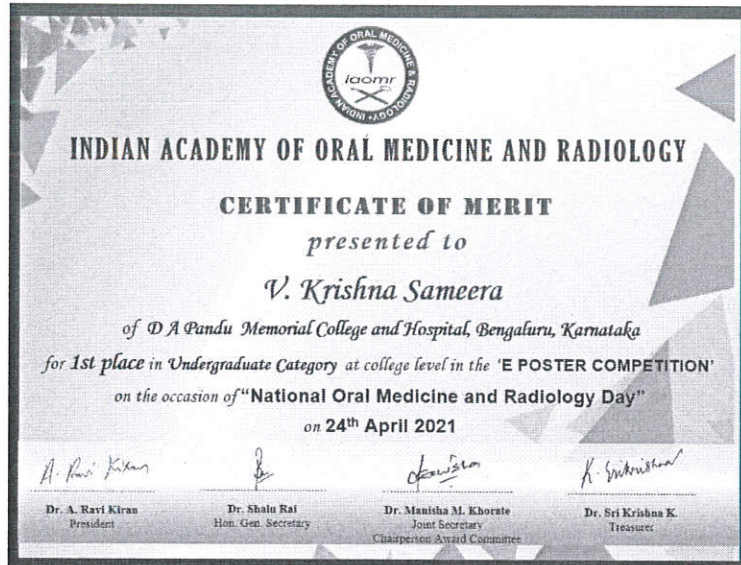 INDIAN ACADEMY OF ORAL MEDICINE & RADIOLOGY
iaomr
INDIAN ACADEMY OF ORAL MEDICINE AND RADIOLOGY
CERTIFICATE OF MERIT
presented to
V. Krishna Sameera
of D A Pandu Memorial College and Hospital, Bengaluru, Karnataka
for 1st place in Undergraduate Category at college level in the 'E POSTER COMPETITION'
on the occasion of "National Oral Medicine and Radiology Day"
on 24th April 2021
A. Ravi Kiran
K. Srikrishna
Dr. A. Ravi Kiran
President
Dr. Shalu Rai
Hon. Gen. Secretary
Dr. Manisha M. Khorate
Joint Secretary
Chairperson Award Committee
Dr. Sri Krishna K.
Treasurer